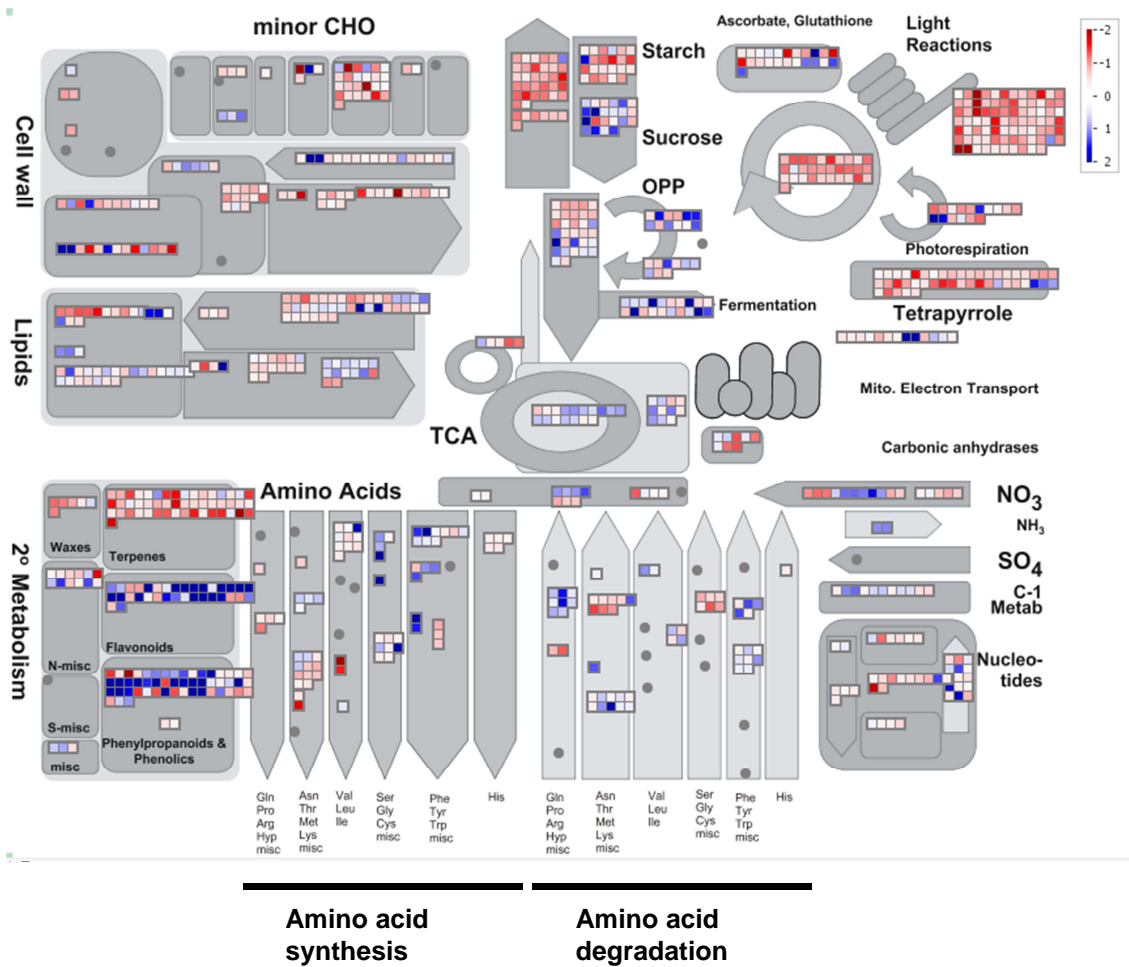 minor CHO
Cell wall
Lipids
2º Metabolism
Starch
Sucrose
OPP
Fermentation
TCA
Ascorbate, Glutathione
Light
Reactions
--2
--1
- 0
- 1
- 2
Photorespiration
Tetrapyrrole
Mito. Electron Transport
Carbonic anhydrases
NO3
NH3
SO4
C-1
Metab
Nucleo-
tides
Amino Acids
Waxes
Terpenes
Flavonoids
N-misc
S-misc
misc
Phenylpropanoids &
Phenolics
Gln
Pro
Arg
Hyp
misc
Asn
Thr
Met
Lys
misc
Val
Leu
Ile
Ser
Gly
Cys
misc
Phe
Tyr
Trp
misc
His
Gln
Pro
Arg
Hyp
misc
Asn
Thr
Met
Lys
misc
Val
Leu
Ile
Ser
Gly
Cys
misc
Phe
Tyr
Trp
misc
His
Amino acid
synthesis
Amino acid
degradation